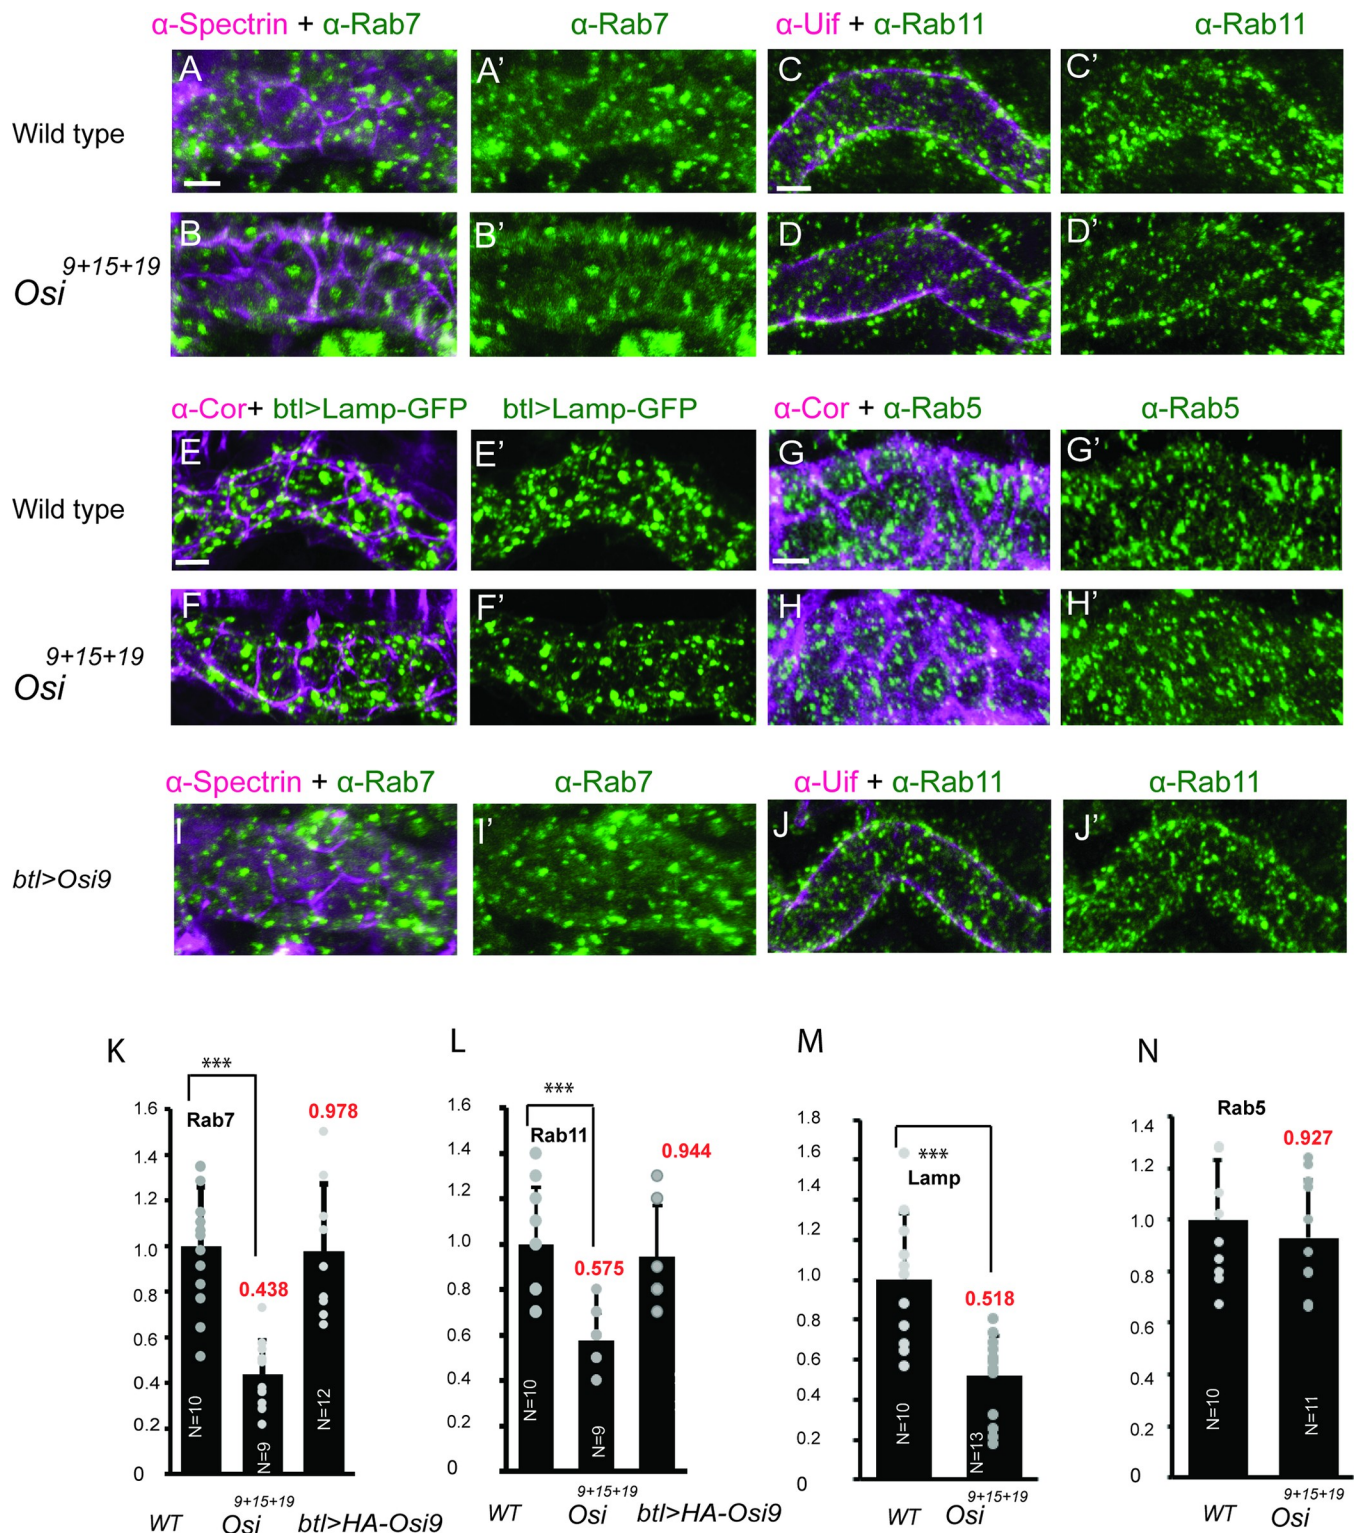 α-Spectrin + α-Rab7 α-Rab7 α-Uif + α-Rab11 α-Rab11
Wild type A A’ C C’
Osi 9+15+19 B B’ D D’
α-Cor+ btl>Lamp-GFP btl>Lamp-GFP α-Cor + α-Rab5 α-Rab5
Wild type E E’ G G’
Osi 9+15+19 F F’ H H’
α-Spectrin + α-Rab7 α-Rab7 α-Uif + α-Rab11 α-Rab11
btl>Osi9 I I’ J J’
K
***
Rab7
0.978
0.438
1.6
1.4
1.2
1.0
0.8
0.6
0.4
0.2
0
N=10
N=9
N=12
WT Osi 9+15+19 btl>HA-Osi9
L
***
Rab11
0.944
0.575
1.6
1.4
1.2
1.0
0.8
0.6
0.4
0.2
0
N=10
N=9
WT Osi 9+15+19 btl>HA-Osi9
M
***
Lamp
0.518
1.8
1.6
1.4
1.2
1.0
0.8
0.6
0.4
0.2
0
N=10
N=13
WT Osi 9+15+19
N
Rab5
0.927
1.4
1.2
1.0
0.8
0.6
0.4
0.2
0
N=10
N=11
WT Osi 9+15+19